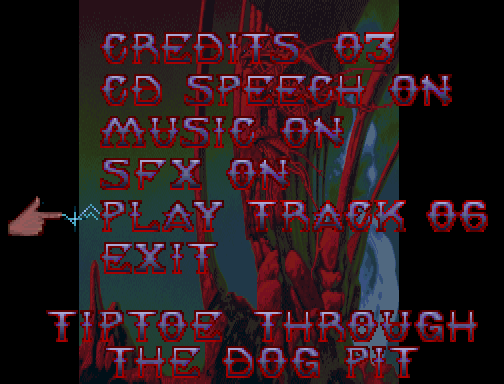 CREDITS 03
CD SPEECH ON
MUSIC ON
SFX ON
PLAY TRACK 06
EXIT
TIPTOE THROUGH
THE DOG PIT